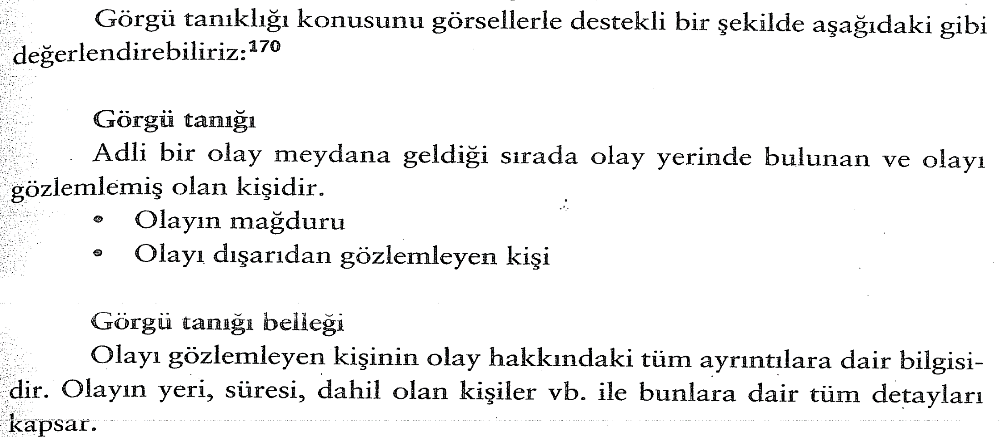 Görgü tanıklığı konusunu görsellerle destekli bir şekilde aşağıdaki gibi
değerlendirebiliriz:170
Görgü tanığı
Adli bir olay meydana geldiği sırada olay yerinde bulunan ve olayı
gözlemlemiş olan kişidir.
• Olayın mağduru
• Olayı dışarıdan gözlemleyen kişi
Görgü tanığı belleği
Olayı gözlemleyen kişinin olay hakkındaki tüm ayrıntılara dair bilgisi-
dir. Olayın yeri, süresi, dahil olan kişiler vb. ile bunlara dair tüm detayları
kapsar.